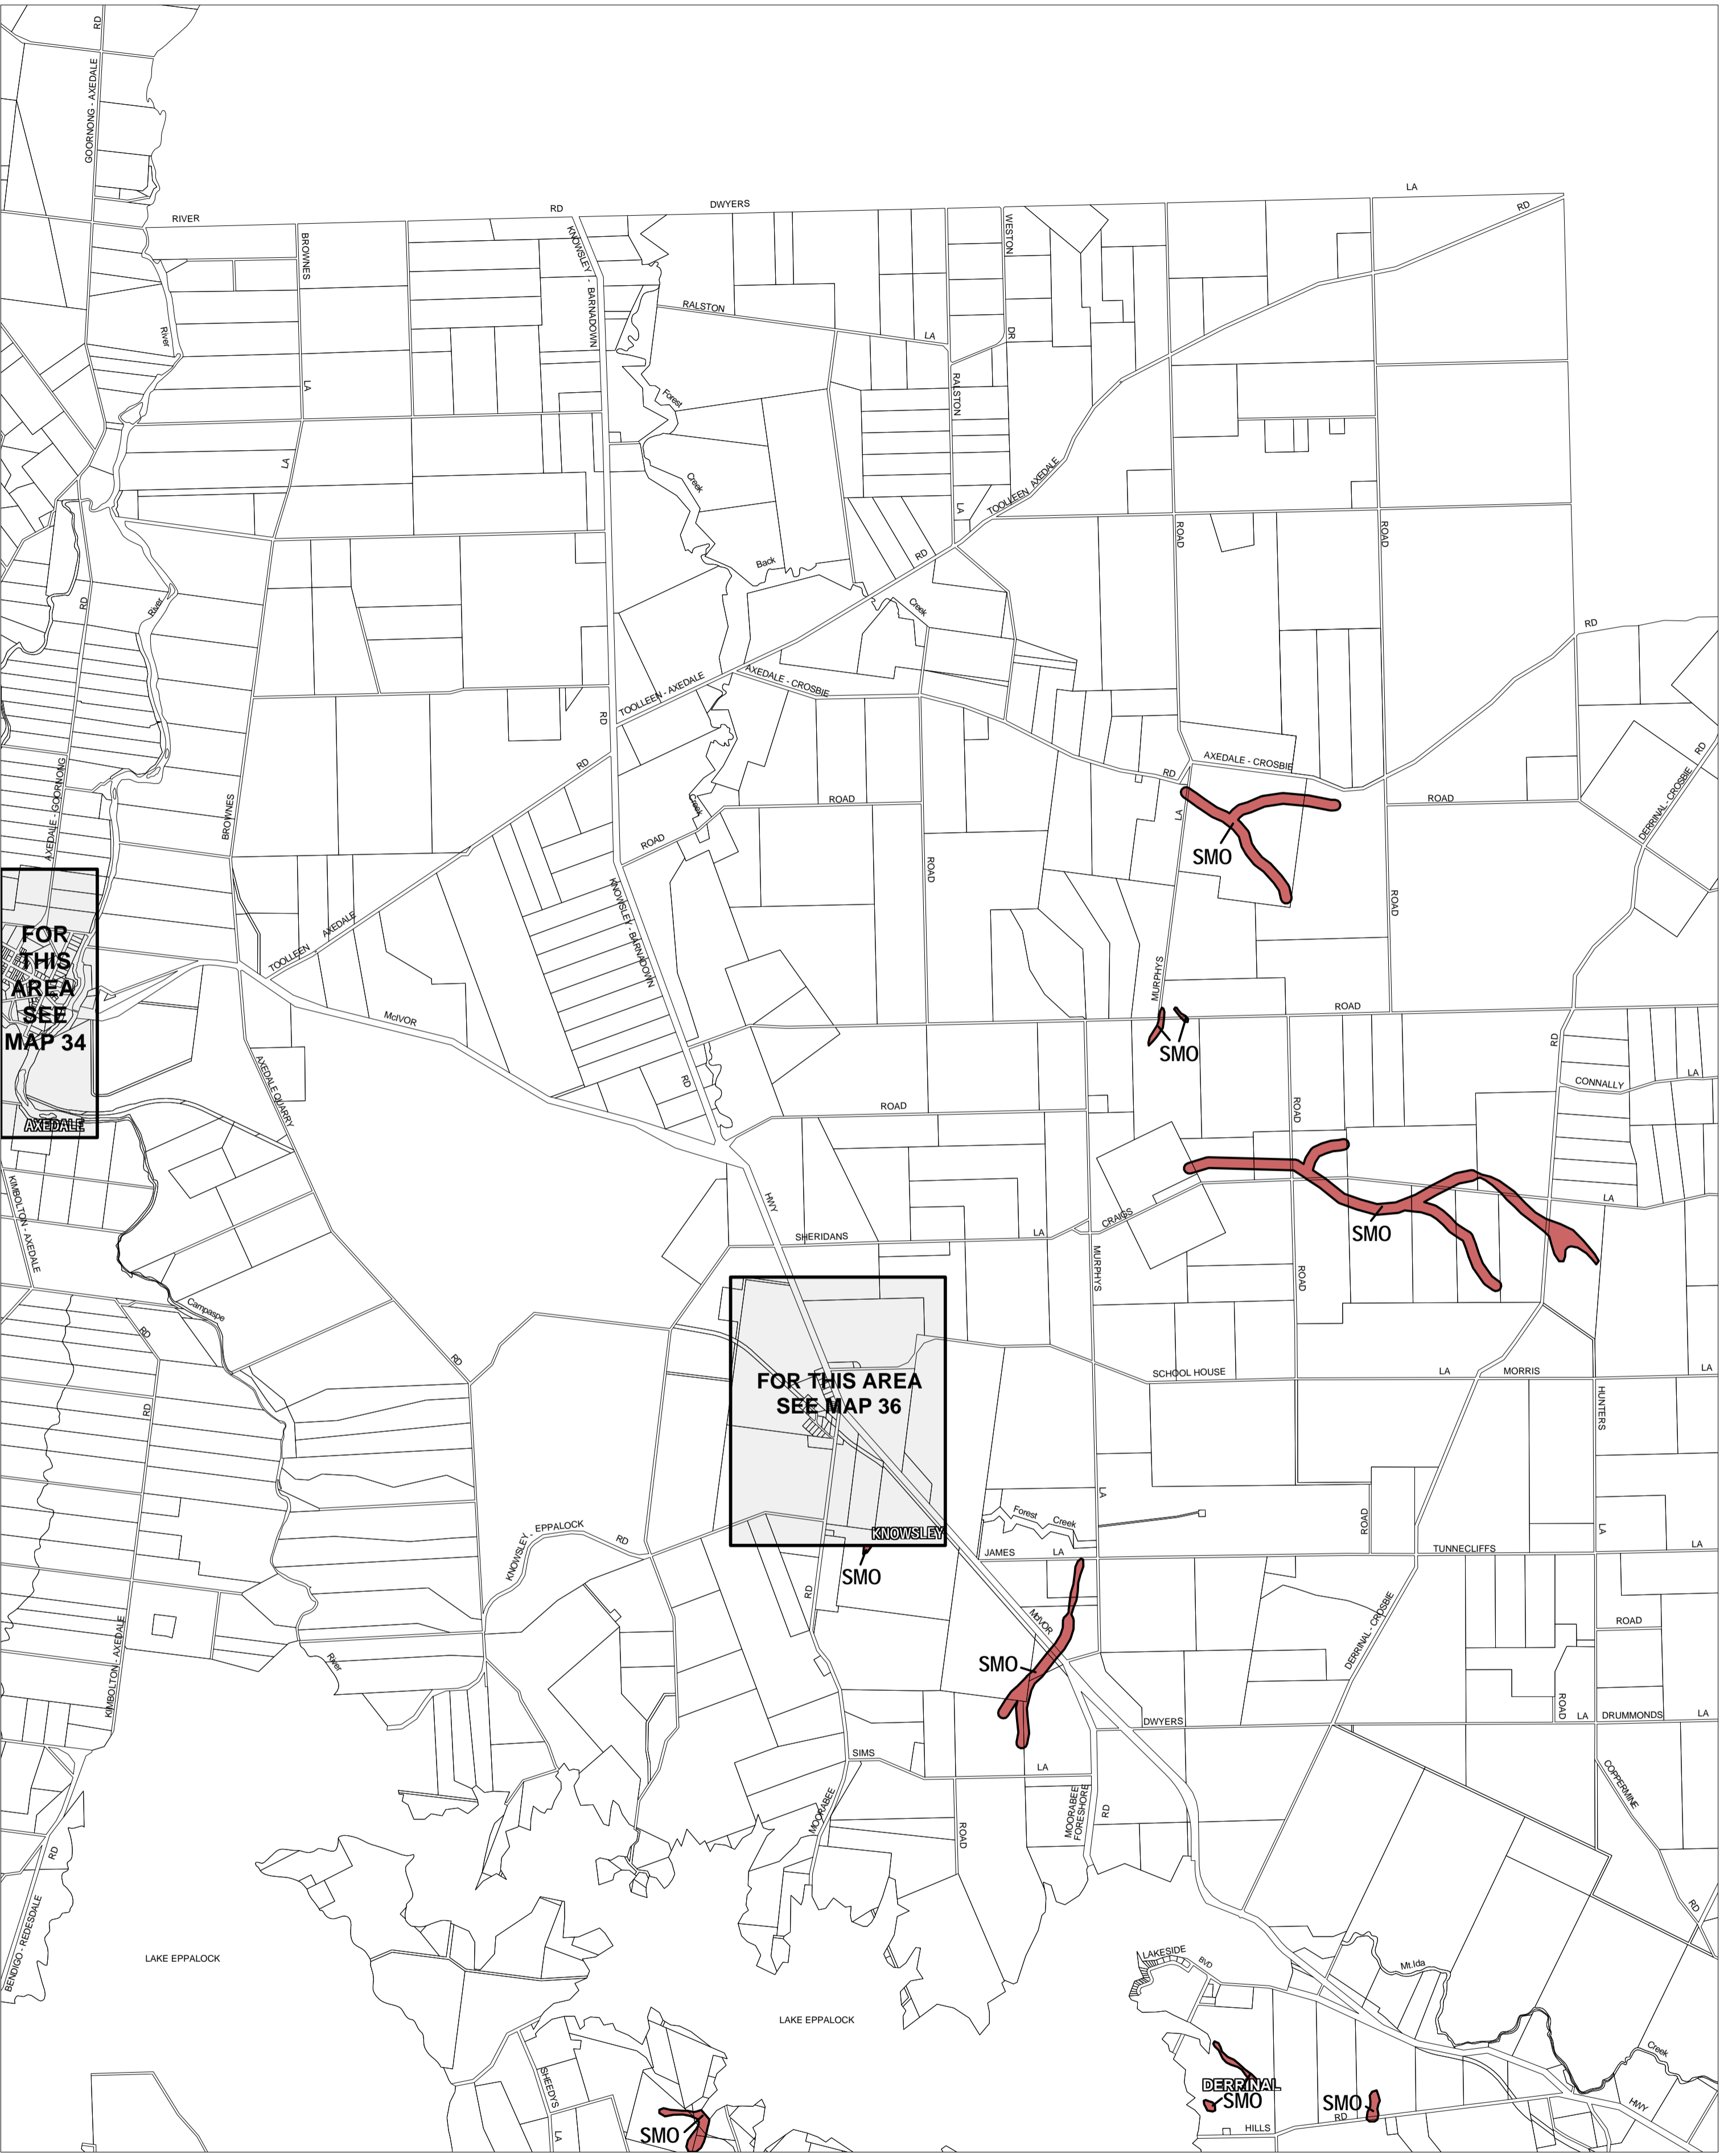 RD
GOORNONG - AXEDALE
LA
RD
RIVER
RD
DWYERS
BROWNES
KNOWSLEY - BARNADOWN
WESTON
River
RALSTON
LA
DR
LA
RALSTON
Forest
LA
Creek
TOOLLEEN AXEDALE
LA
ROAD
ROAD
Back
RD
RD
River
Creek
RD
TOOLLEEN - AXEDALE
AXEDALE - CROSBIE
RD
RD
AXEDALE - GOORNONG
BROWNES
Creek
ROAD
AXEDALE - CROSBIE
RD
RD
ROAD
DERRINAL - CROSBIE
LA
ROAD
SMO
ROAD
ROAD
KNOWSLEY - BARNADOWN
FOR
THIS
AREA
SEE
MAP 34
TOOLLEEN AXEDALE
MURPHYS
ROAD
McIVOR
SMO
RD
AXEDALE QUARRY
RD
CONNALLY
LA
AXEDALE
ROAD
ROAD
KIMBOLTON - AXEDALE
HWY
CRAIGS
LA
SHERIDANS
LA
SMO
MURPHYS
ROAD
Campaspe
RD
RD
SCHOOL HOUSE
LA
MORRIS
LA
FOR THIS AREA
SEE MAP 36
HUNTERS
RD
LA
Forest
Creek
ROAD
LA
KNOWSLEY - EPPALOCK
RD
KNOWSLEY
JAMES
LA
TUNNECLIFFS
LA
SMO
RD
McIVOR
DERRINAL - CROSBIE
ROAD
KIMBOLTON - AXEDALE
River
SMO
ROAD
DWYERS
LA
DRUMMONDS
LA
SIMS
LA
MOORABEE
ROAD
MOORABEE
FORESHORE
RD
COPPERMINE
RD
RD
BENDIGO - REDESDALE
LAKE EPPALOCK
LAKESIDE
BVD
Mt.Ida
LAKE EPPALOCK
Creek
SHEEDYS
LA
DERRINAL
SMO
SMO
RD
HWY
HILLS
SMO